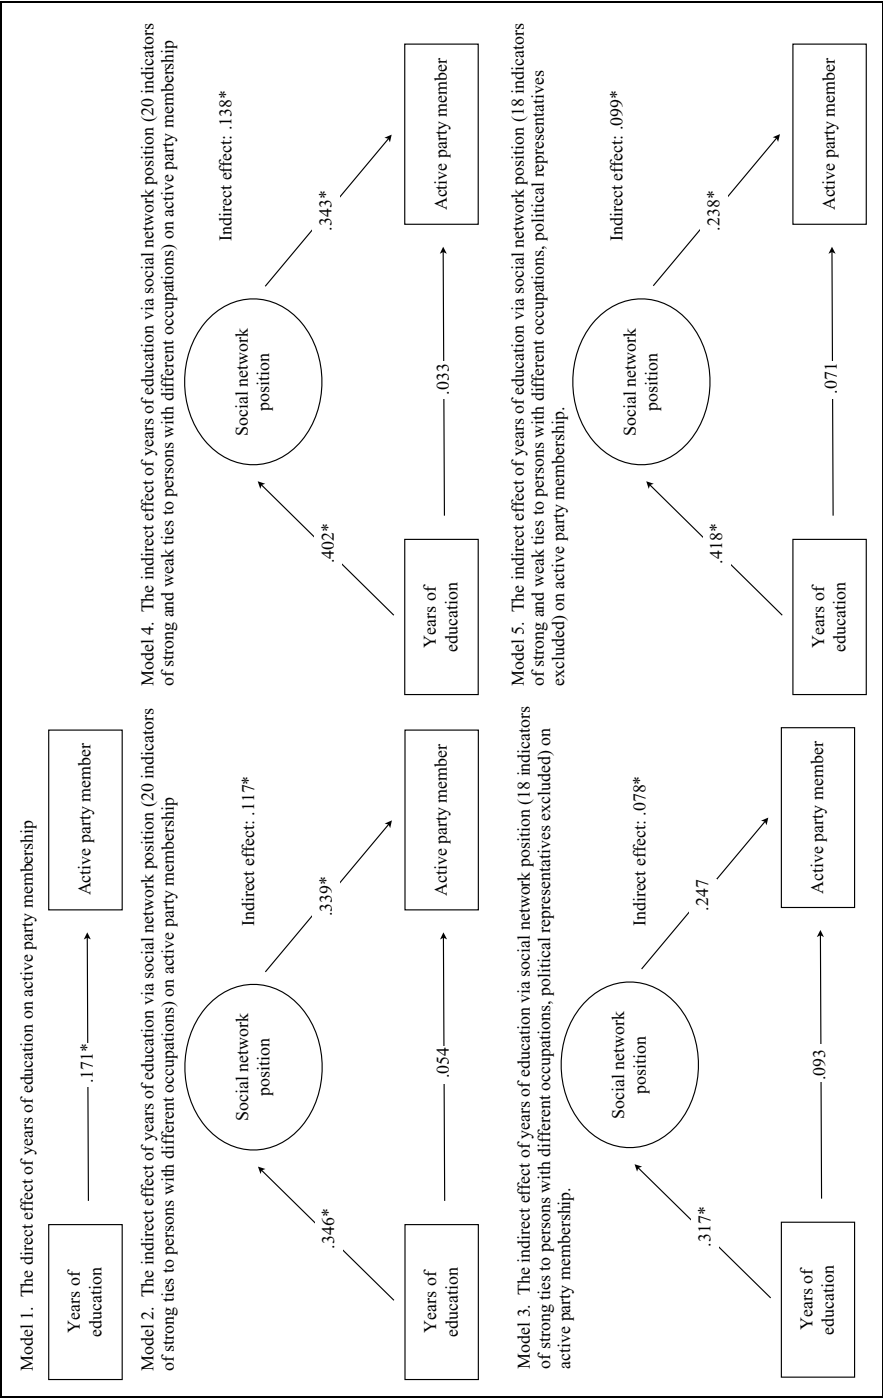 Model 1.  The direct effect of years of education on active party membership
Years of
education
.171*
Active party member
Model 2.  The indirect effect of years of education via social network position (20 indicators
of strong ties to persons with different occupations) on active party membership
Indirect effect: .117*
Social network
position
.346*
.339*
Years of
education
.054
Active party member
Model 3.  The indirect effect of years of education via social network position (18 indicators
of strong ties to persons with different occupations, political representatives excluded) on
active party membership.
Indirect effect: .078*
Social network
position
.317*
.247
Years of
education
.093
Active party member
Model 4.  The indirect effect of years of education via social network position (20 indicators
of strong and weak ties to persons with different occupations) on active party membership
Indirect effect: .138*
Social network
position
.402*
.343*
Years of
education
.033
Active party member
Model 5.  The indirect effect of years of education via social network position (18 indicators
of strong and weak ties to persons with different occupations, political representatives
excluded) on active party membership.
Indirect effect: .099*
Social network
position
.418*
.238*
Years of
education
.071
Active party member